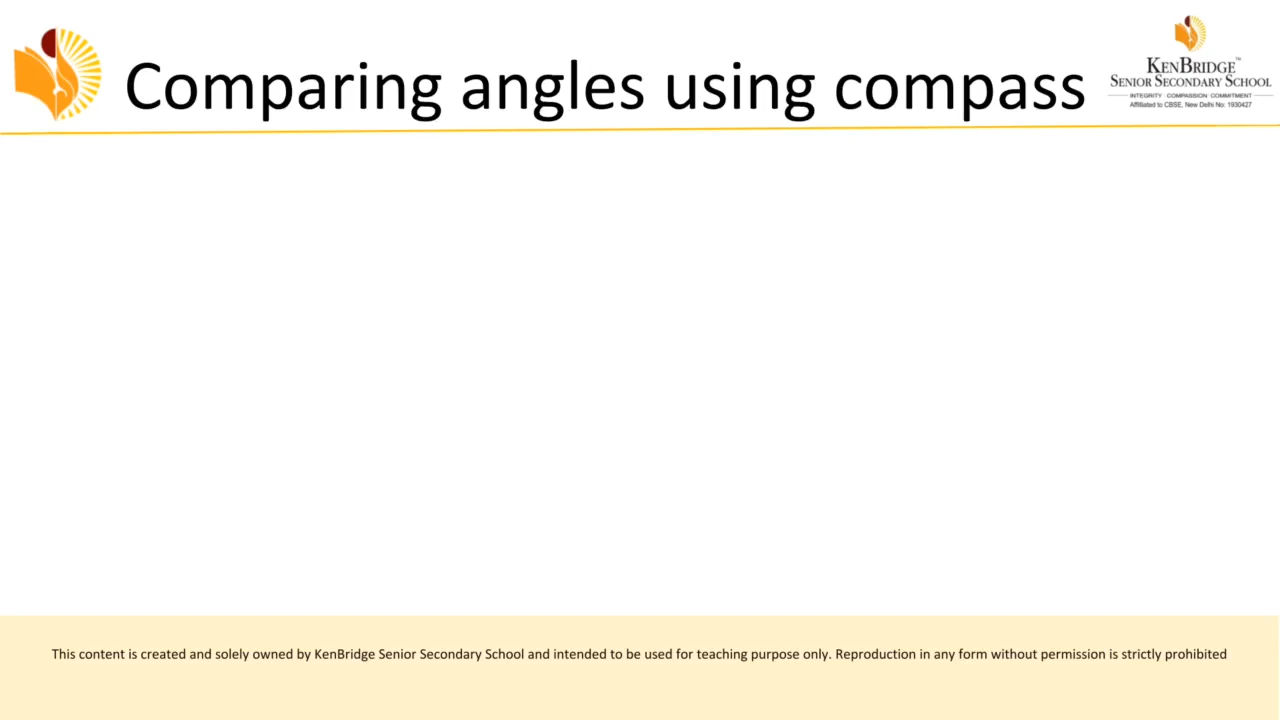 Comparing angles using compass
KENBRIDGE™
SENIOR SECONDARY SCHOOL
INTEGRITY COMPASSION COMMITMENT
Affiliated to CBSE, New Delhi No: 1930427
This content is created and solely owned by KenBridge Senior Secondary School and intended to be used for teaching purpose only. Reproduction in any form without permission is strictly prohibited